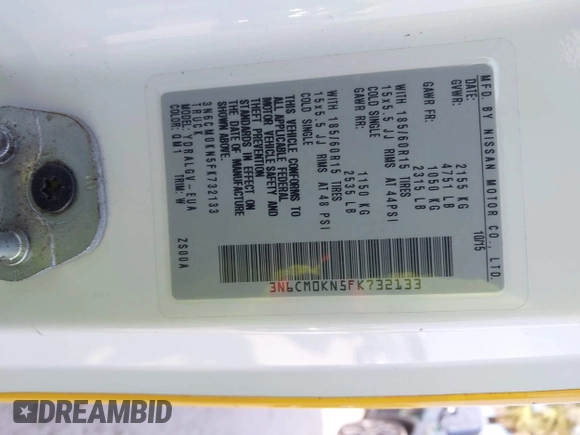 MFD. BY NISSAN MOTOR CO., LTD.
10/15
GVWR: 2155 KG
4751 LB
GAWR FR: 1050 KG
2315 LB
WITH 185/60R15 TIRES
15x5.5 JJ RIMS AT 44PSI
COLD SINGLE
GAWR RR: 1150 KG
2535 LB
WITH 185/60R15 TIRES
15x5.5 JJ RIMS AT 48 PSI
COLD SINGLE
THIS VEHICLE CONFORMS TO
ALL APPLICABLE FEDERAL
MOTOR VEHICLE SAFETY AND
THEFT PREVENTION
STANDARDS IN EFFECT ON
THE DATE OF MANUFACTURE
SHOWN ABOVE.
3N6CM0KN5FK732133
TRUCK
MODEL: YDRALGV-EUA
COLOR: QM1 TRIM: W
ZS00A
3N6CM0KN5FK732133
DREAMBID